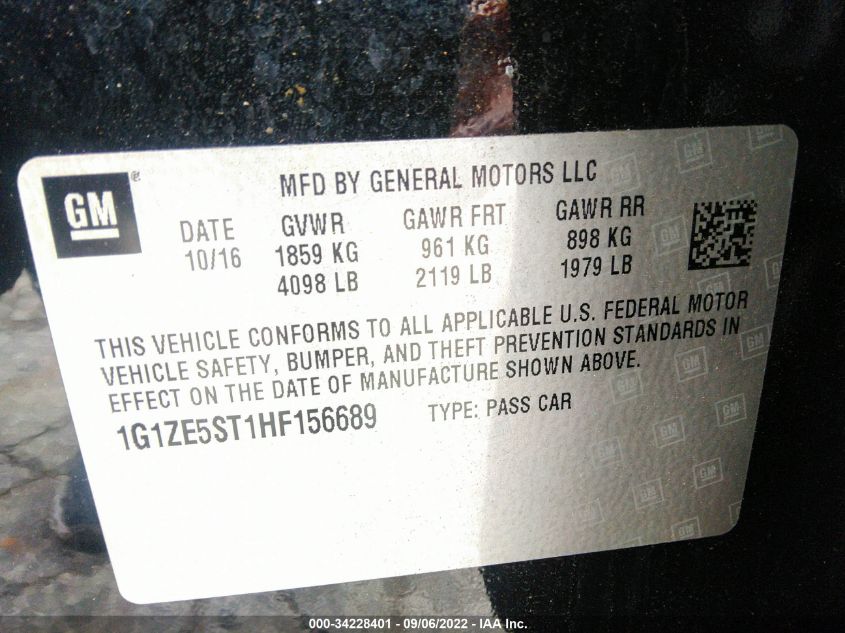 GM ®
MFD BY GENERAL MOTORS LLC
DATE GVWR GAWR FRT GAWR RR
10/16 1859 KG 961 KG 898 KG
4098 LB 2119 LB 1979 LB
THIS VEHICLE CONFORMS TO ALL APPLICABLE U.S. FEDERAL MOTOR
VEHICLE SAFETY, BUMPER, AND THEFT PREVENTION STANDARDS IN
EFFECT ON THE DATE OF MANUFACTURE SHOWN ABOVE.
1G1ZE5ST1HF156689 TYPE: PASS CAR
000-34228401 - 09/06/2022 - IAA Inc.